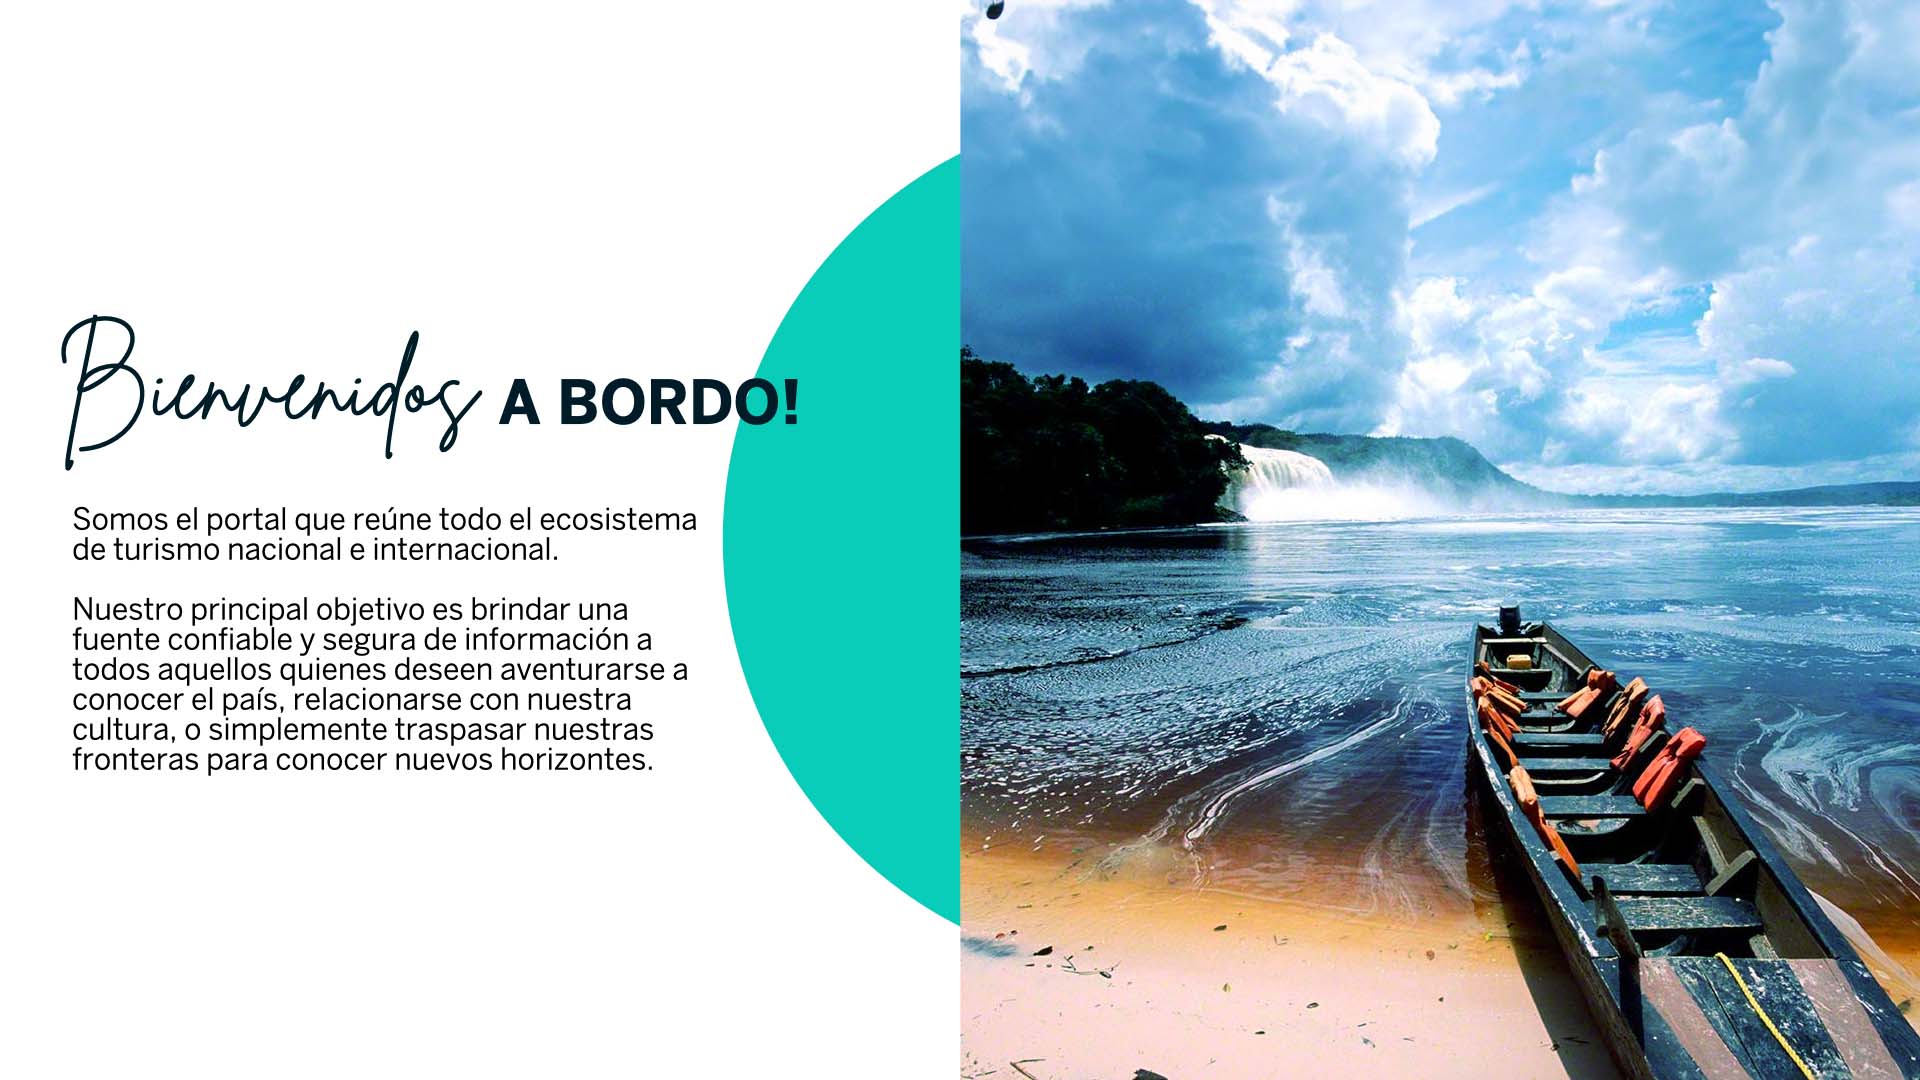 Bienvenidos A BORDO!
Somos el portal que reúne todo el ecosistema
de turismo nacional e internacional.
Nuestro principal objetivo es brindar una
fuente confiable y segura de información a
todos aquellos quienes deseen aventurarse a
conocer el país, relacionarse con nuestra
cultura, o simplemente traspasar nuestras
fronteras para conocer nuevos horizontes.